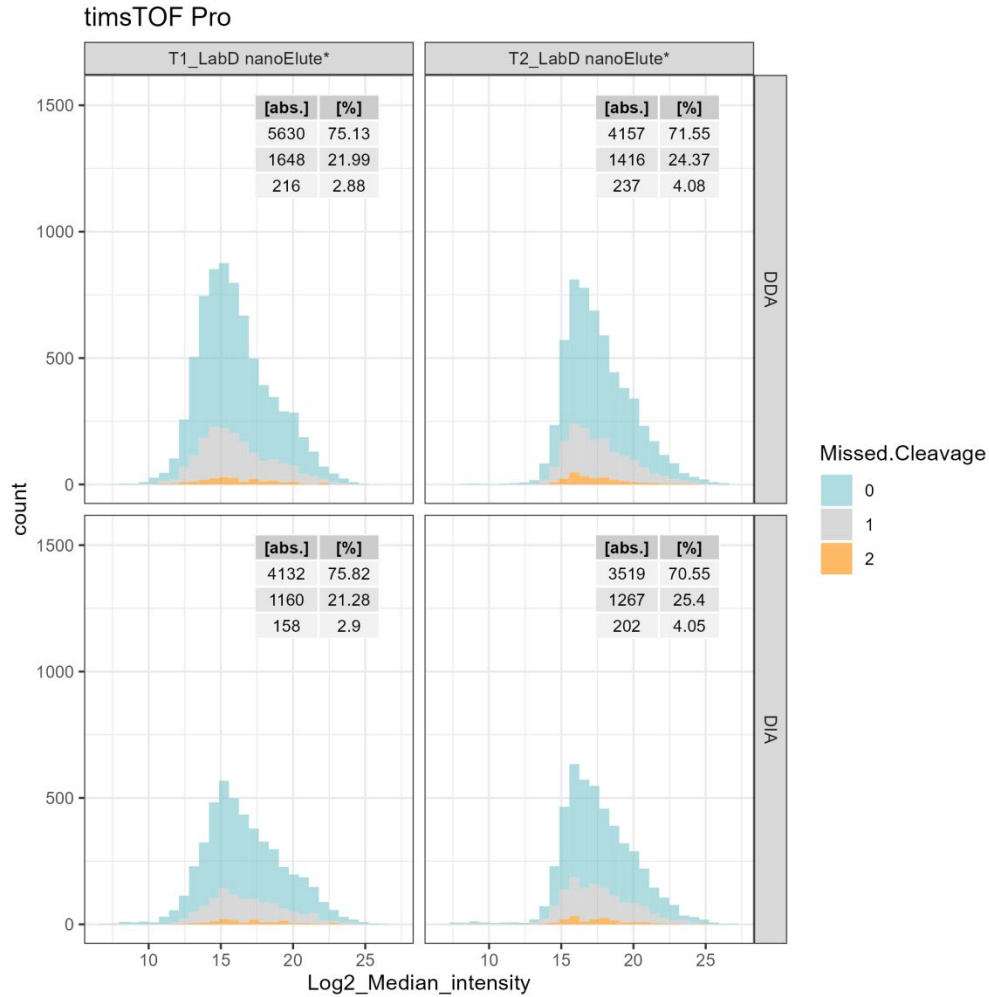 timsTOF Pro
T1_LabD nanoElute* T2_LabD nanoElute*
1500
[abs.] [%]
5630 75.13
1648 21.99
216 2.88
[abs.] [%]
4157 71.55
1416 24.37
237 4.08
1000
500
0
DDA
count
1500
[abs.] [%]
4132 75.82
1160 21.28
158 2.9
[abs.] [%]
3519 70.55
1267 25.4
202 4.05
1000
500
0
DIA
10 15 20 25 10 15 20 25
Log2_Median_intensity
Missed.Cleavage
0
1
2